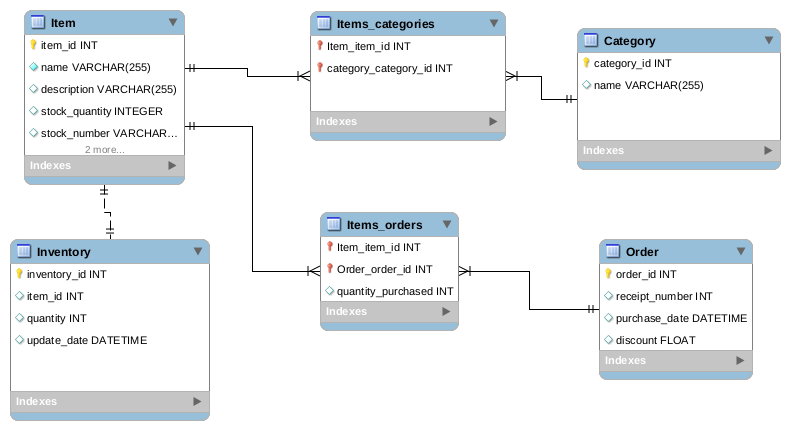 Item
item_id INT
name VARCHAR(255)
description VARCHAR(255)
stock_quantity INTEGER
stock_number VARCHAR...
2 more...
Indexes
Items_categories
Item_item_id INT
category_category_id INT
Indexes
Category
category_id INT
name VARCHAR(255)
Indexes
Inventory
inventory_id INT
item_id INT
quantity INT
update_date DATETIME
Indexes
Items_orders
Item_item_id INT
Order_order_id INT
quantity_purchased INT
Indexes
Order
order_id INT
receipt_number INT
purchase_date DATETIME
discount FLOAT
Indexes